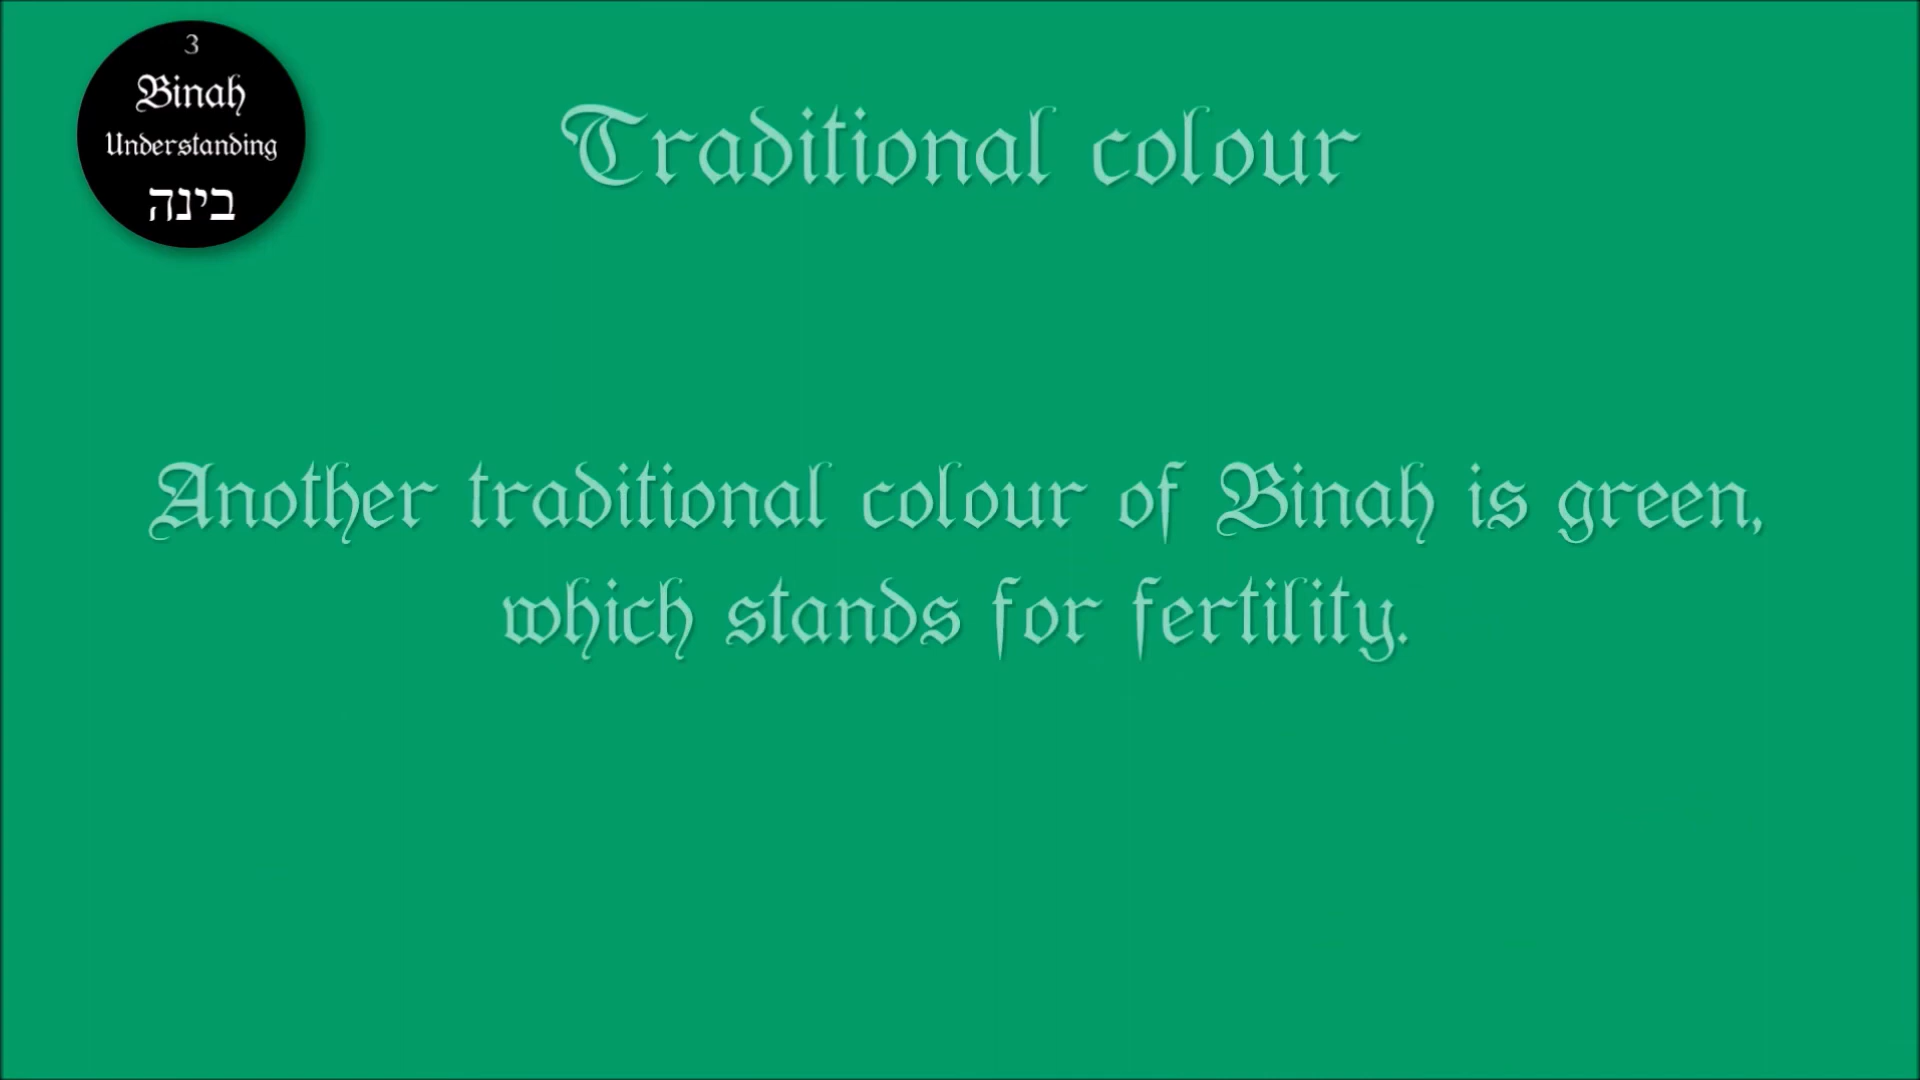 3
Binah
Understanding
בינה
Traditional colour
Another traditional colour of Binah is green,
which stands for fertility.